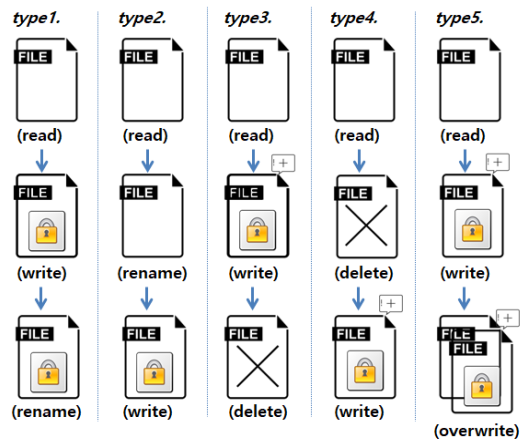 type1. type2. type3. type4. type5.
FILE FILE FILE FILE FILE
(read) (read) (read) (read) (read)
! + ! +
FILE FILE FILE FILE FILE
(write) (rename) (write) (delete) (write)
! + ! +
FILE FILE FILE FILE FILE
FILE
(rename) (write) (delete) (write)
(overwrite)